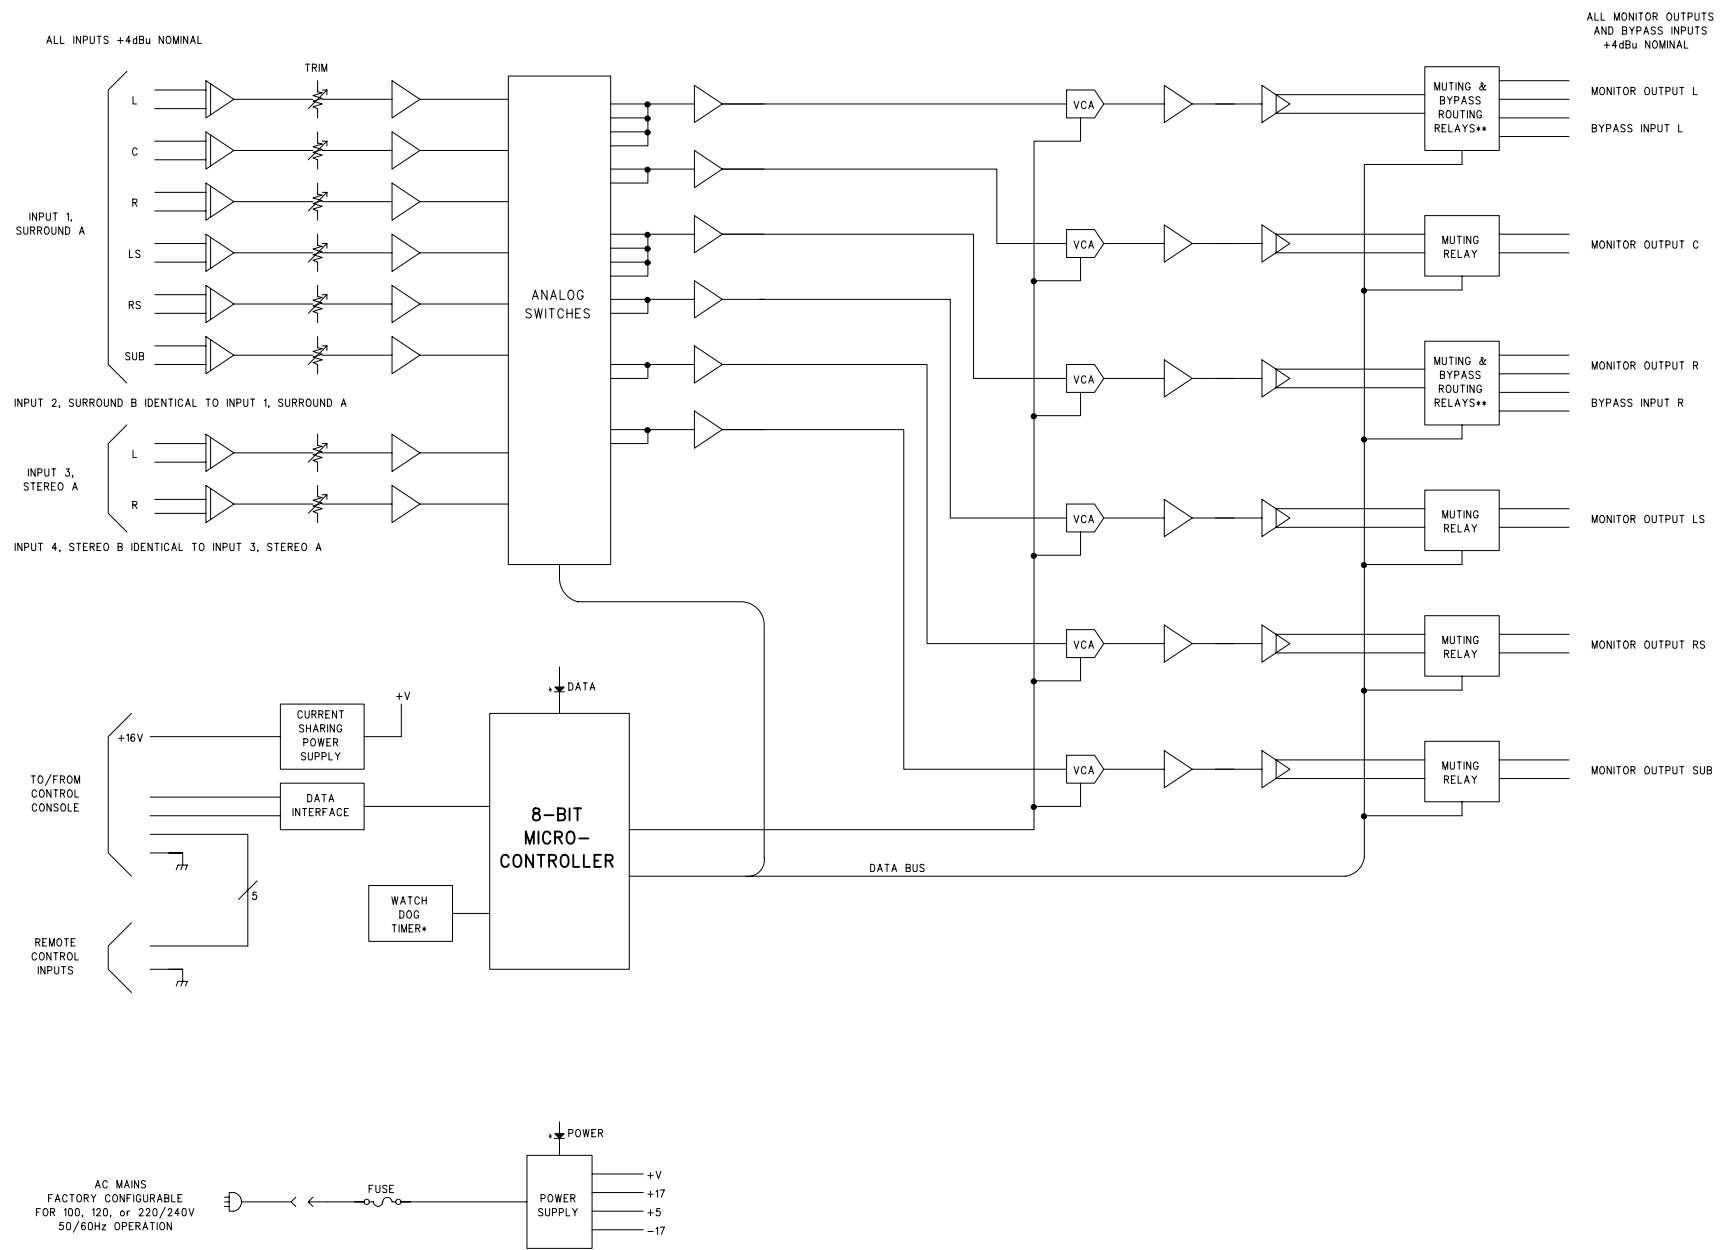 ALL INPUTS +4dBu NOMINAL
ALL MONITOR OUTPUTS
AND BYPASS INPUTS
+4dBu NOMINAL
TRIM
INPUT 1,
SURROUND A
L
C
R
LS
RS
SUB
INPUT 2, SURROUND B IDENTICAL TO INPUT 1, SURROUND A
INPUT 3,
STEREO A
L
R
INPUT 4, STEREO B IDENTICAL TO INPUT 3, STEREO A
ANALOG
SWITCHES
VCA
MUTING &
BYPASS
ROUTING
RELAYS**
MONITOR OUTPUT L
BYPASS INPUT L
VCA
MUTING
RELAY
MONITOR OUTPUT C
VCA
MUTING &
BYPASS
ROUTING
RELAYS**
MONITOR OUTPUT R
BYPASS INPUT R
VCA
MUTING
RELAY
MONITOR OUTPUT LS
VCA
MUTING
RELAY
MONITOR OUTPUT RS
VCA
MUTING
RELAY
MONITOR OUTPUT SUB
TO/FROM
CONTROL
CONSOLE
+16V
CURRENT
SHARING
POWER
SUPPLY
+V
DATA
INTERFACE
DATA
8-BIT
MICRO-
CONTROLLER
WATCH
DOG
TIMER*
5
DATA BUS
REMOTE
CONTROL
INPUTS
AC MAINS
FACTORY CONFIGURABLE
FOR 100, 120, or 220/240V
50/60Hz OPERATION
FUSE
POWER
POWER
SUPPLY
+V
+17
+5
-17